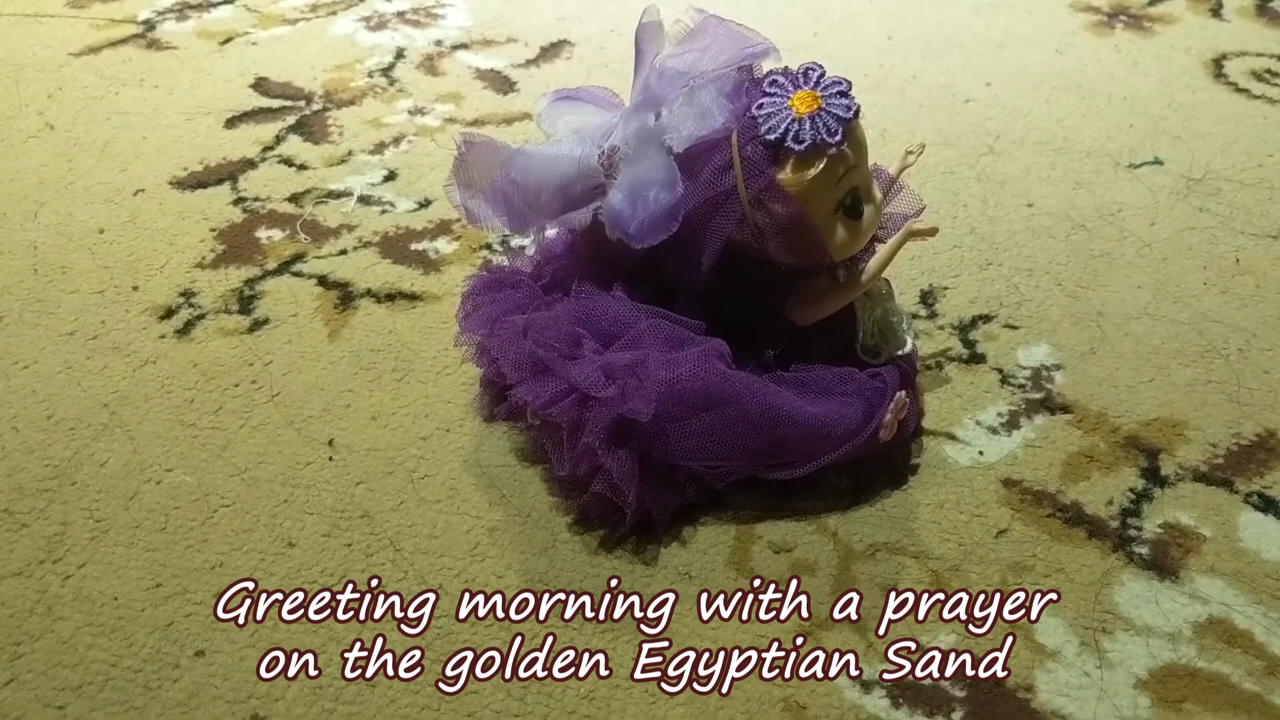 Greeting morning with a prayer
on the golden Egyptian Sand